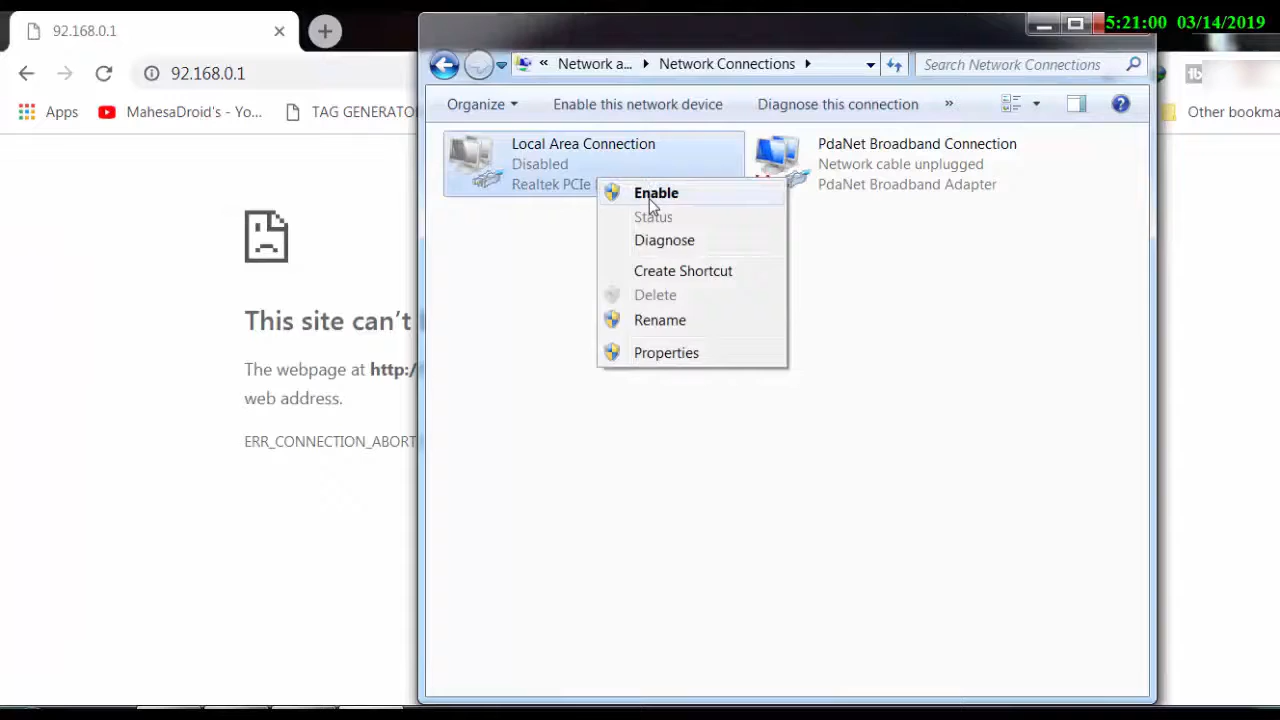 5:21:00 03/14/2019
92.168.0.1
92.168.0.1
Apps
MahesaDroid's - Yo...
TAG GENERATO
Other bookma
This site can't
The webpage at http:/
web address.
ERR_CONNECTION_ABORT
« Network a... Network Connections
Search Network Connections
Organize
Enable this network device
Diagnose this connection
»
Local Area Connection
Disabled
Realtek PCIe
PdaNet Broadband Connection
Network cable unplugged
PdaNet Broadband Adapter
Enable
Status
Diagnose
Create Shortcut
Delete
Rename
Properties